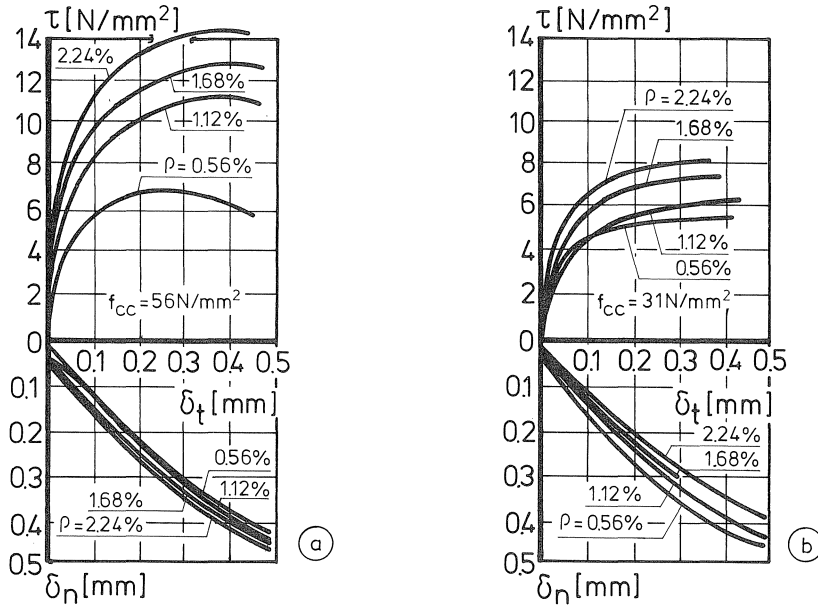 τ [N/mm²]
14
12
10
8
6
4
2
0
2.24%
1.68%
1.12%
ρ = 0.56%
f_cc = 56N/mm²
0.1 0.2 0.3 0.4 0.5
δ_t [mm]
0.1
0.2
0.3
0.4
0.5
0.56%
1.68%
1.12%
ρ = 2.24%
δ_n [mm]
a
τ [N/mm²]
14
12
10
8
6
4
2
0
ρ = 2.24%
1.68%
1.12%
0.56%
f_cc = 31N/mm²
0.1 0.2 0.3 0.4 0.5
δ_t [mm]
0.1
0.2
0.3
0.4
0.5
2.24%
1.68%
1.12%
ρ = 0.56%
δ_n [mm]
b